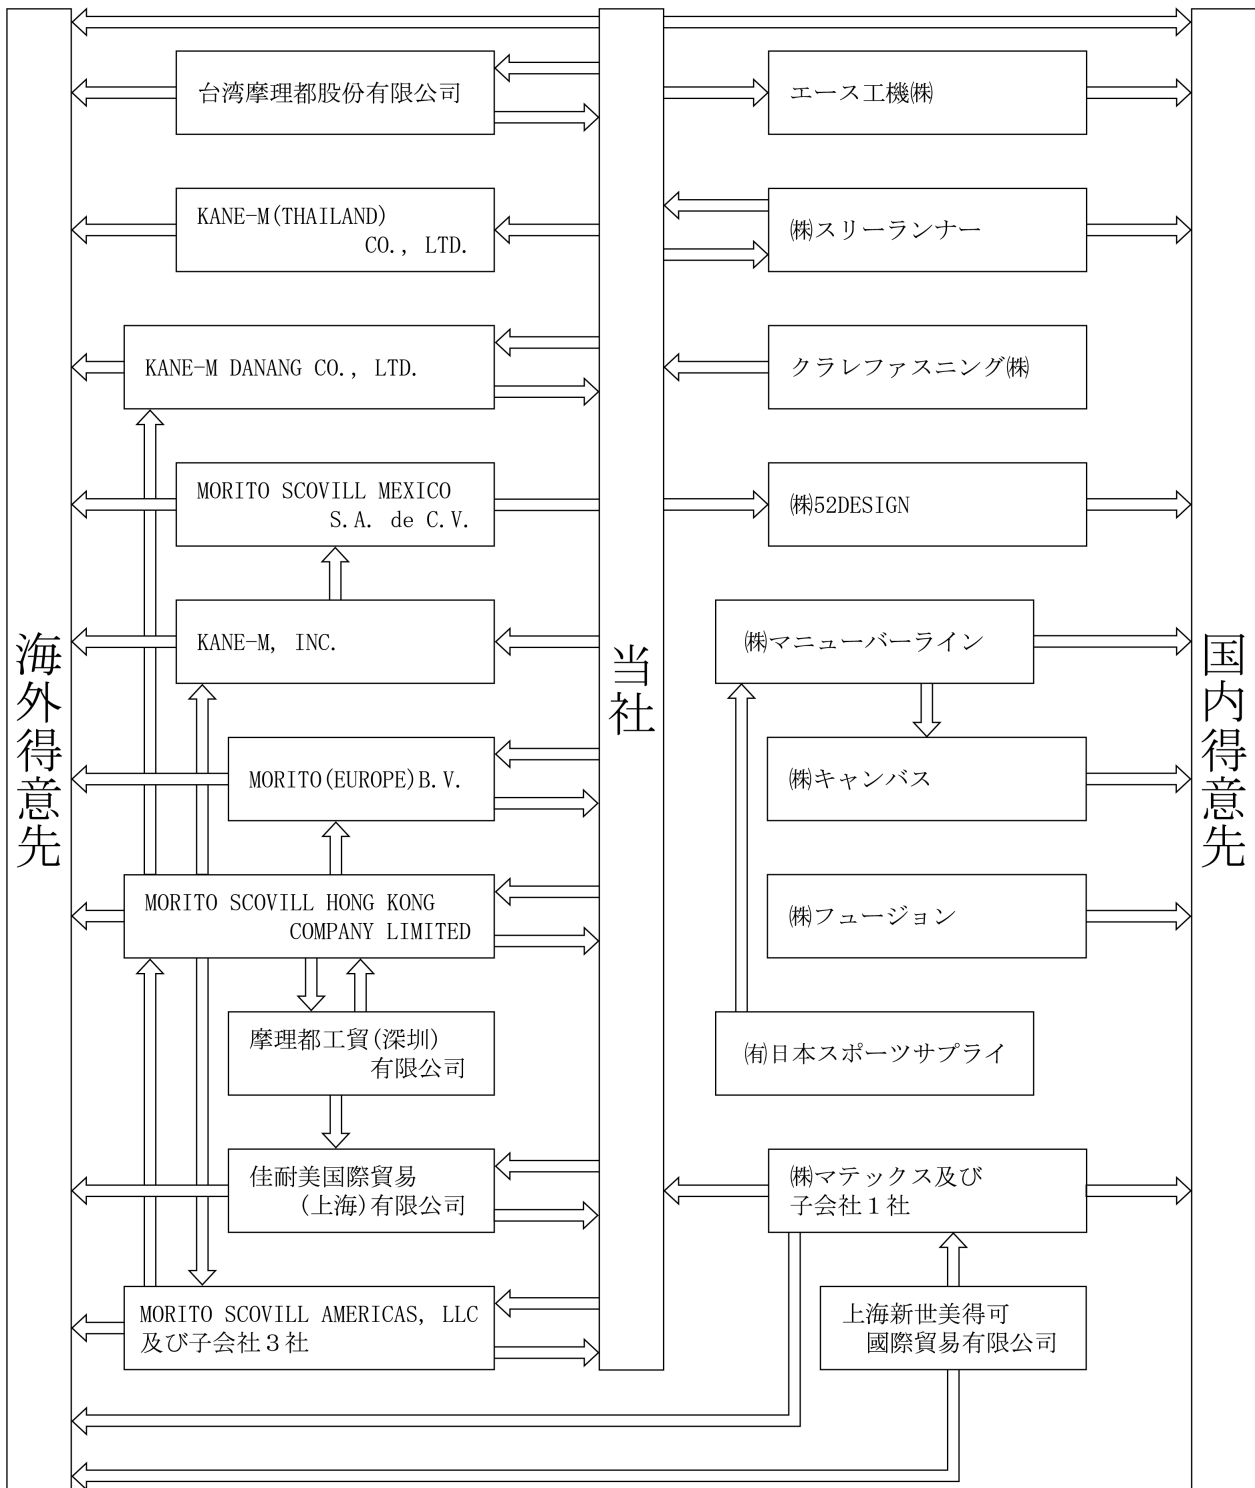 海外得意先
台湾摩理都股份有限公司
KANE-M(THAILAND)
CO., LTD.
KANE-M DANANG CO., LTD.
MORITO SCOVILL MEXICO
S.A. de C.V.
KANE-M, INC.
MORITO(EUROPE)B.V.
MORITO SCOVILL HONG KONG
COMPANY LIMITED
摩理都工貿(深圳)
有限公司
佳耐美国際貿易
(上海)有限公司
MORITO SCOVILL AMERICAS, LLC
及び子会社3社
当社
エース工機㈱
㈱スリーランナー
クラレファスニング㈱
㈱52DESIGN
㈱マニューバーライン
㈱キャンバス
㈱フュージョン
㈲日本スポーツサプライ
㈱マテックス及び
子会社1社
上海新世美得可
國際貿易有限公司
国内得意先